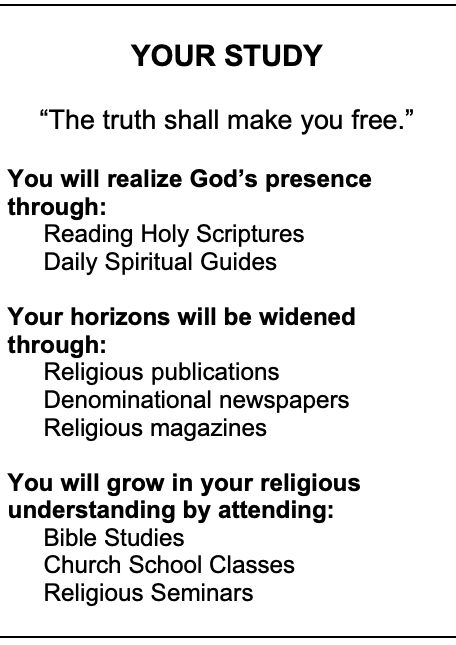 YOUR STUDY
“The truth shall make you free.”
You will realize God’s presence
through:
Reading Holy Scriptures
Daily Spiritual Guides
Your horizons will be widened
through:
Religious publications
Denominational newspapers
Religious magazines
You will grow in your religious
understanding by attending:
Bible Studies
Church School Classes
Religious Seminars